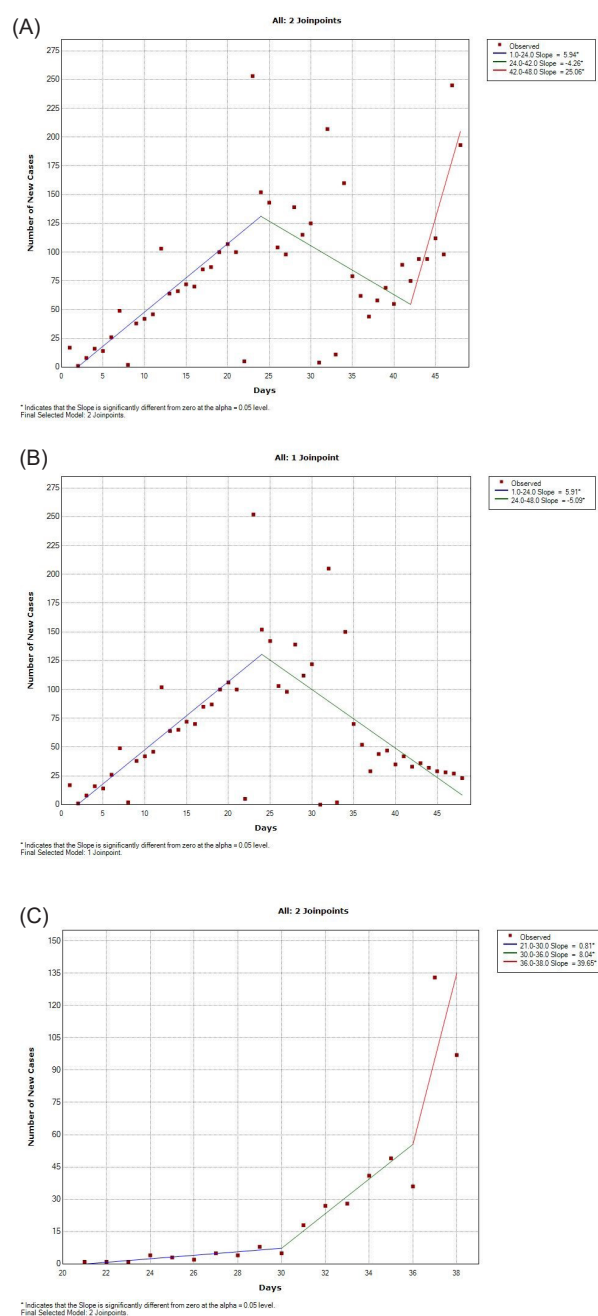 (A)
All: 2 Joinpoints
Observed
1.0-24.0 Slope = 5.94*
24.0-42.0 Slope = -4.26*
42.0-48.0 Slope = 25.06*
275
250
225
200
175
150
125
100
75
50
25
0
Number of New Cases
0 5 10 15 20 25 30 35 40 45
Days
* Indicates that the Slope is significantly different from zero at the alpha = 0.05 level.
Final Selected Model: 2 Joinpoints.
(B)
All: 1 Joinpoint
Observed
1.0-24.0 Slope = 5.91*
24.0-48.0 Slope = -5.09*
275
250
225
200
175
150
125
100
75
50
25
0
Number of New Cases
0 5 10 15 20 25 30 35 40 45
Days
* Indicates that the Slope is significantly different from zero at the alpha = 0.05 level.
Final Selected Model: 1 Joinpoint.
(C)
All: 2 Joinpoints
Observed
21.0-30.0 Slope = 0.81*
30.0-36.0 Slope = 8.04*
36.0-38.0 Slope = 39.65*
150
135
120
105
90
75
60
45
30
15
0
Number of New Cases
20 22 24 26 28 30 32 34 36 38
Days
* Indicates that the Slope is significantly different from zero at the alpha = 0.05 level.
Final Selected Model: 2 Joinpoints.